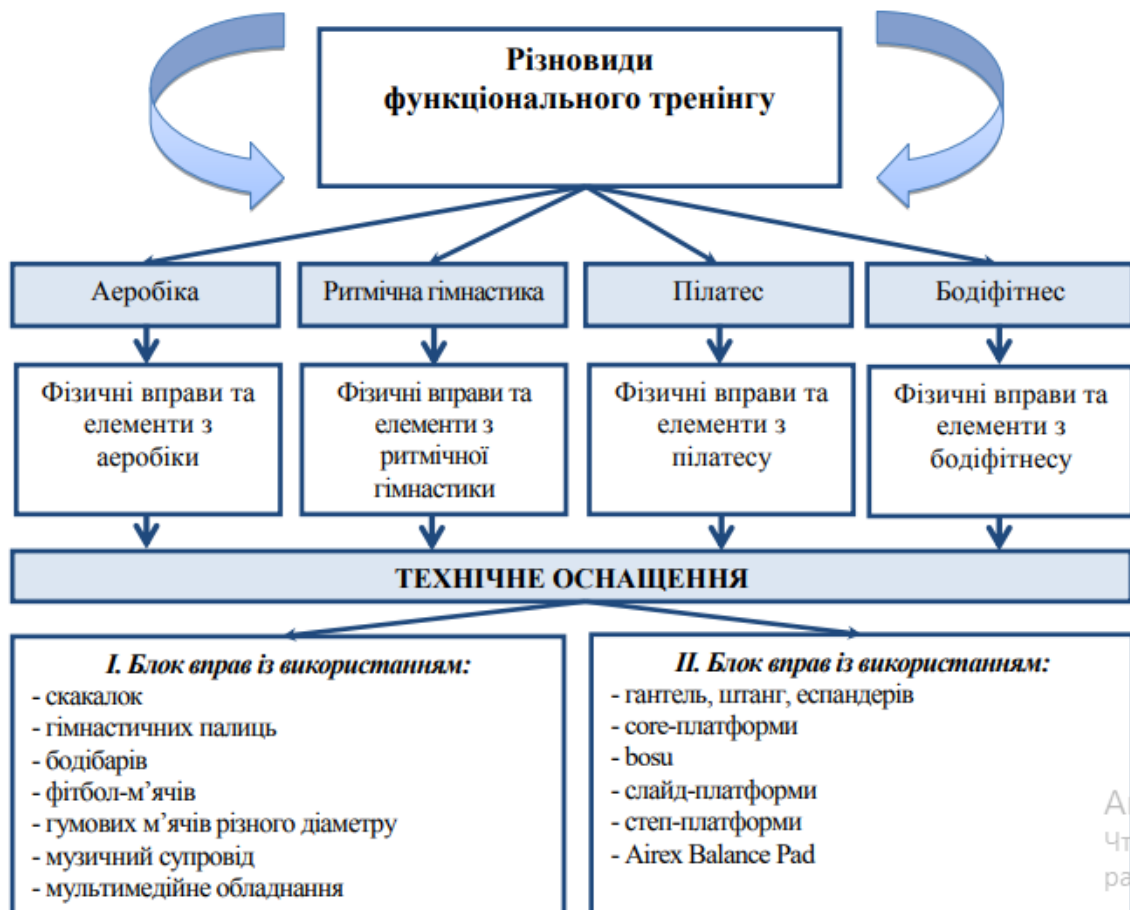 Різновиди
функціонального тренінгу
Аеробіка
Ритмічна гімнастика
Пілатес
Бодіфітнес
Фізичні вправи та
елементи з
аеробіки
Фізичні вправи та
елементи з
ритмічної
гімнастики
Фізичні вправи та
елементи з
пілатесу
Фізичні вправи та
елементи з
бодіфітнесу
ТЕХНІЧНЕ ОСНАЩЕННЯ
І. Блок вправ із використанням:
- скакалок
- гімнастичних палиць
- бодібарів
- фітбол-м’ячів
- гумових м’ячів різного діаметру
- музичний супровід
- мультимедійне обладнання
ІІ. Блок вправ із використанням:
- гантель, штанг, еспандерів
- core-платформи
- bosu
- слайд-платформи
- степ-платформи
- Airex Balance Pad